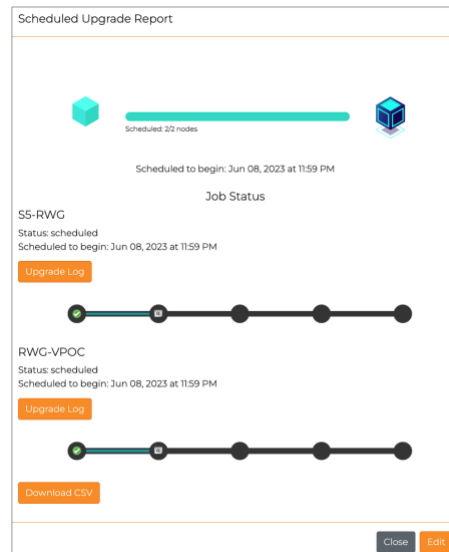 Scheduled Upgrade Report
Scheduled: 2/2 nodes
Scheduled to begin: Jun 08, 2023 at 11:59 PM
Job Status
S5-RWG
Status: scheduled
Scheduled to begin: Jun 08, 2023 at 11:59 PM
Upgrade Log
RWG-VPOC
Status: scheduled
Scheduled to begin: Jun 08, 2023 at 11:59 PM
Upgrade Log
Download CSV
Close Edit